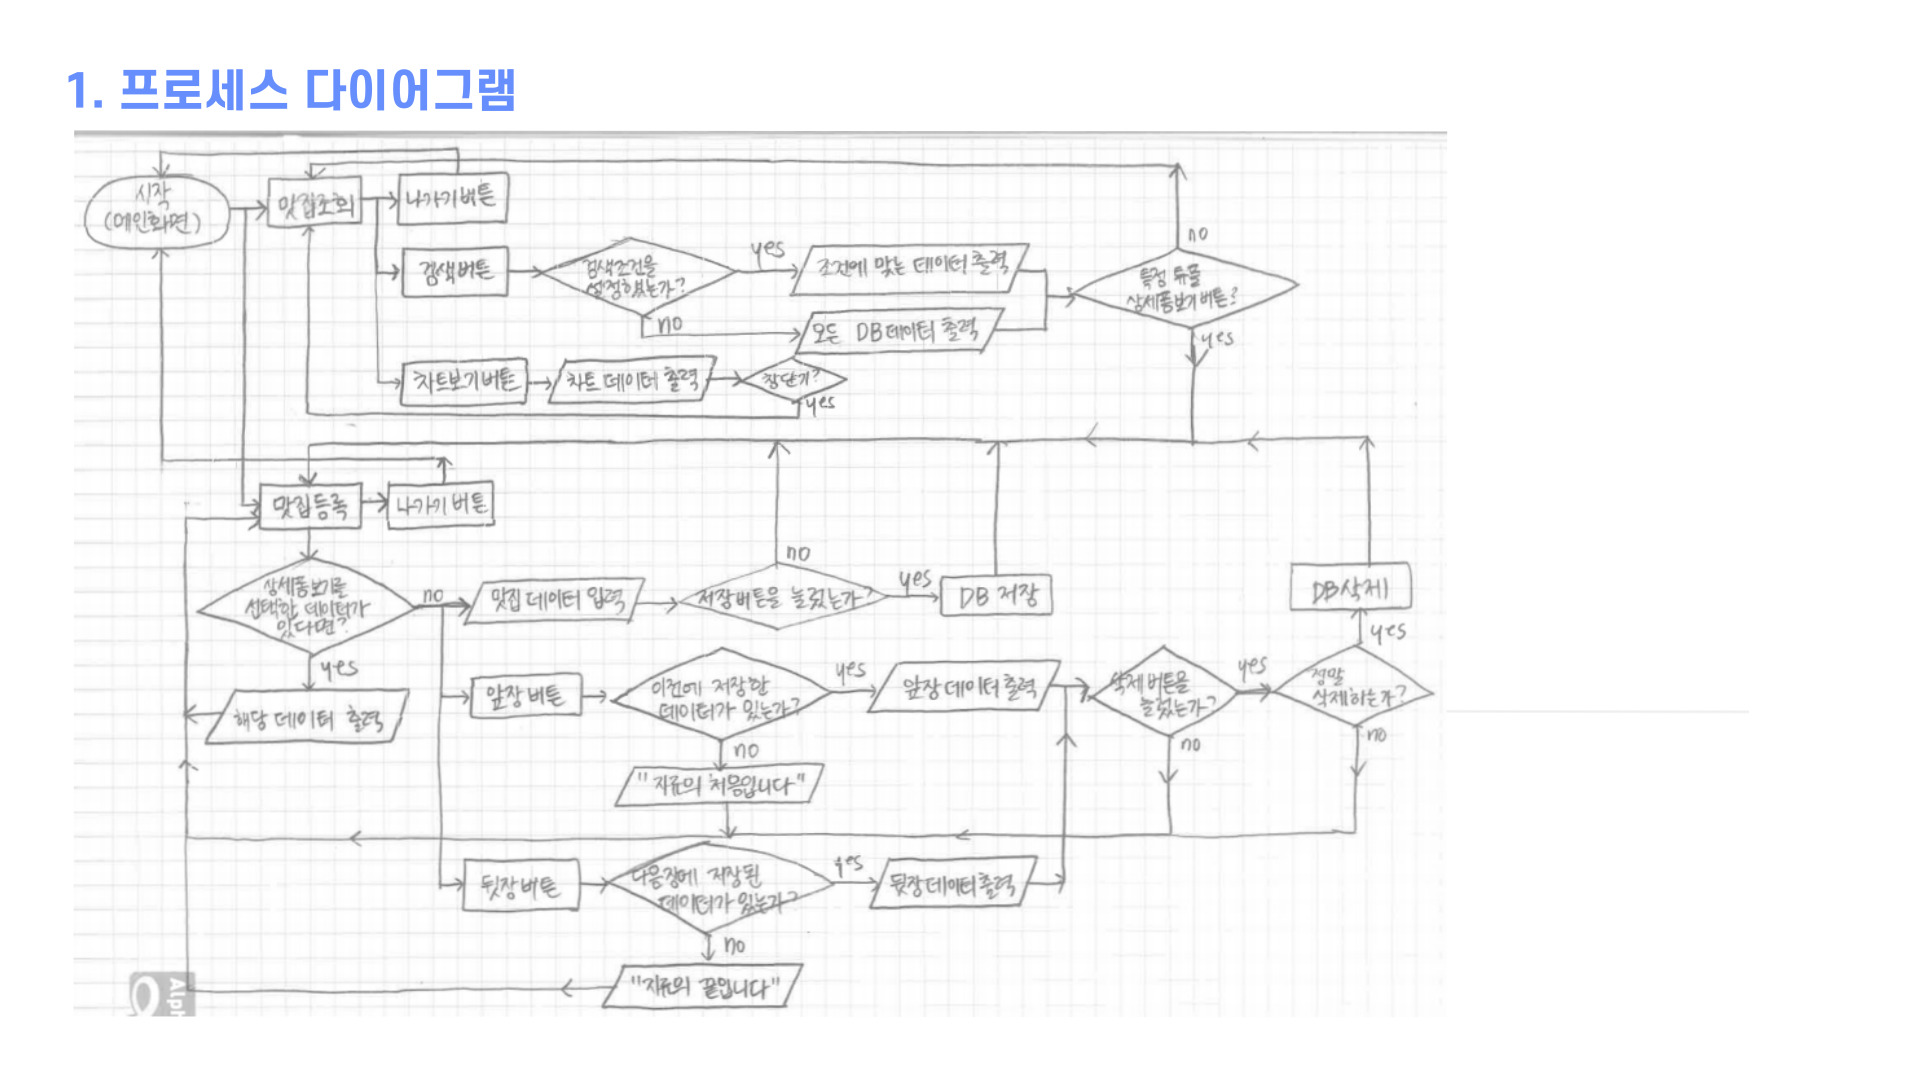 1. 프로세스 다이어그램
시작
(메인화면)
맛집조회
나가기버튼
검색버튼
검색조건을
설정하였는가?
yes
조건에 맞는 데이터 출력
no
모든 DB데이터 출력
특정 튜플
상세폼보기버튼?
no
yes
차트보기버튼
차트 데이터 출력
창닫기?
yes
맛집등록
나가기 버튼
상세폼보기를
선택한 데이터가
있다면?
no
맛집 데이터 입력
저장버튼을 눌렀는가?
no
yes
DB 저장
DB삭제
yes
해당 데이터 출력
앞장 버튼
이전에 저장한
데이터가 있는가?
yes
앞장 데이터 출력
삭제 버튼을
눌렀는가?
yes
정말
삭제하는가?
yes
no
no
no
"자료의 처음입니다"
뒷장버튼
다음장에 저장된
데이터가 있는가?
yes
뒷장데이터출력
no
"자료의 끝입니다"
Alph